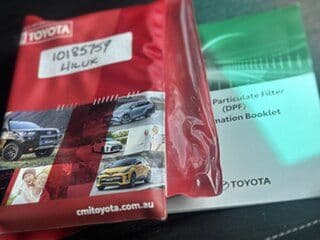 TOYOTA
10185759
HILUX
cmitoyota.com.au
Particulate Filter
(DPF)
mation Booklet
TOYOTA